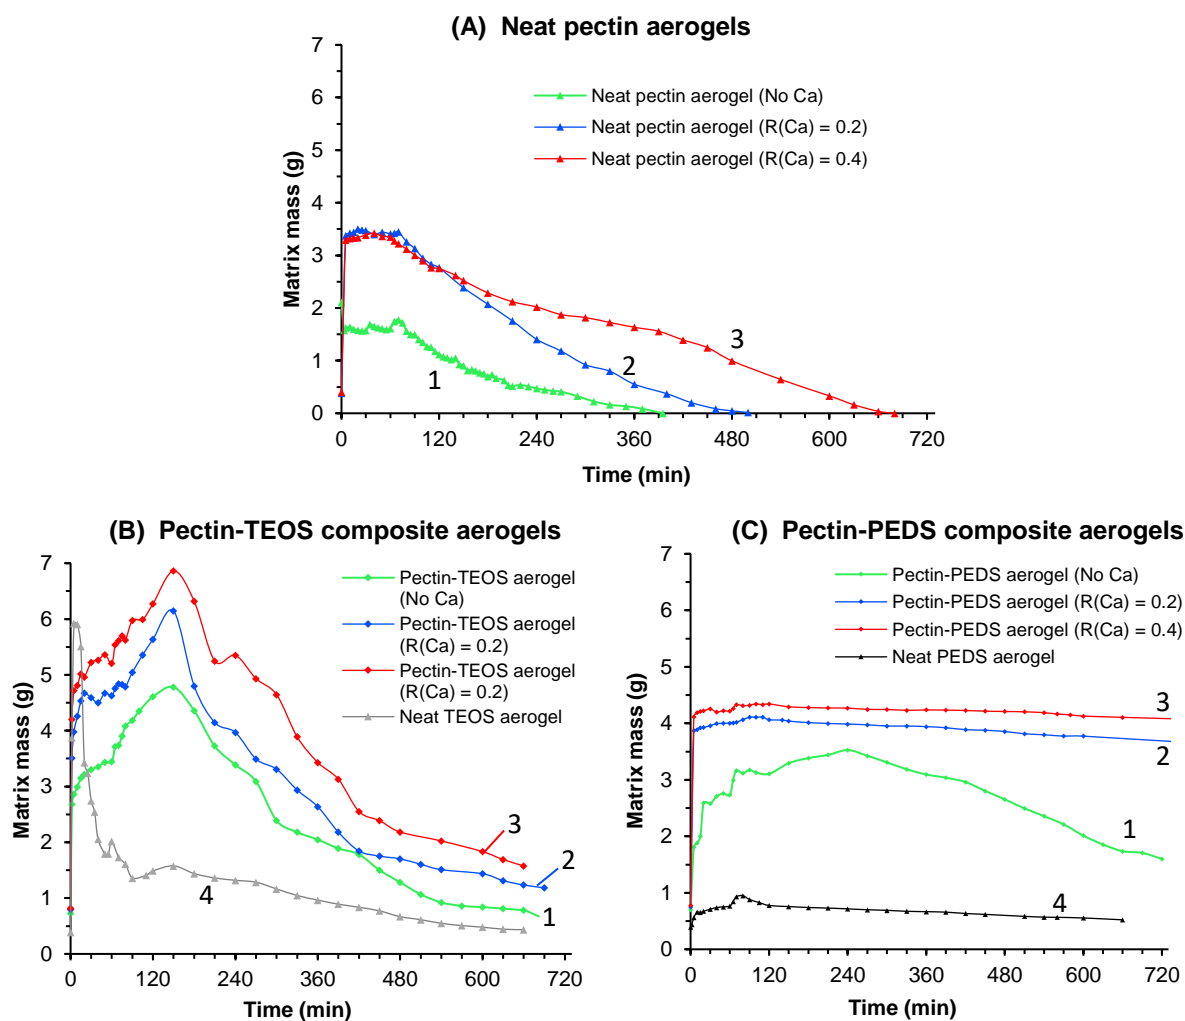 (A) Neat pectin aerogels
7
6
5
4
3
2
1
0
Matrix mass (g)
Neat pectin aerogel (No Ca)
Neat pectin aerogel (R(Ca) = 0.2)
Neat pectin aerogel (R(Ca) = 0.4)
1
2
3
0 120 240 360 480 600 720
Time (min)
(B) Pectin-TEOS composite aerogels
7
6
5
4
3
2
1
0
Matrix mass (g)
Pectin-TEOS aerogel
(No Ca)
Pectin-TEOS aerogel
(R(Ca) = 0.2)
Pectin-TEOS aerogel
(R(Ca) = 0.2)
Neat TEOS aerogel
3
2
1
4
0 120 240 360 480 600 720
Time (min)
(C) Pectin-PEDS composite aerogels
7
6
5
4
3
2
1
0
Matrix mass (g)
Pectin-PEDS aerogel (No Ca)
Pectin-PEDS aerogel (R(Ca) = 0.2)
Pectin-PEDS aerogel (R(Ca) = 0.4)
Neat PEDS aerogel
3
2
1
4
0 120 240 360 480 600 720
Time (min)